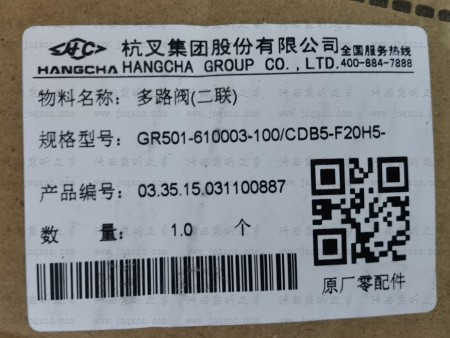 杭叉集团股份有限公司 全国服务热线
HANGCHA HANGCHA GROUP CO., LTD. 400-884-7888
物料名称: 多路阀(二联)
规格型号: GR501-610003-100/CDB5-F20H5-
产品编号: 03.35.15.031100887
数 量: 1.0 个
原厂零配件